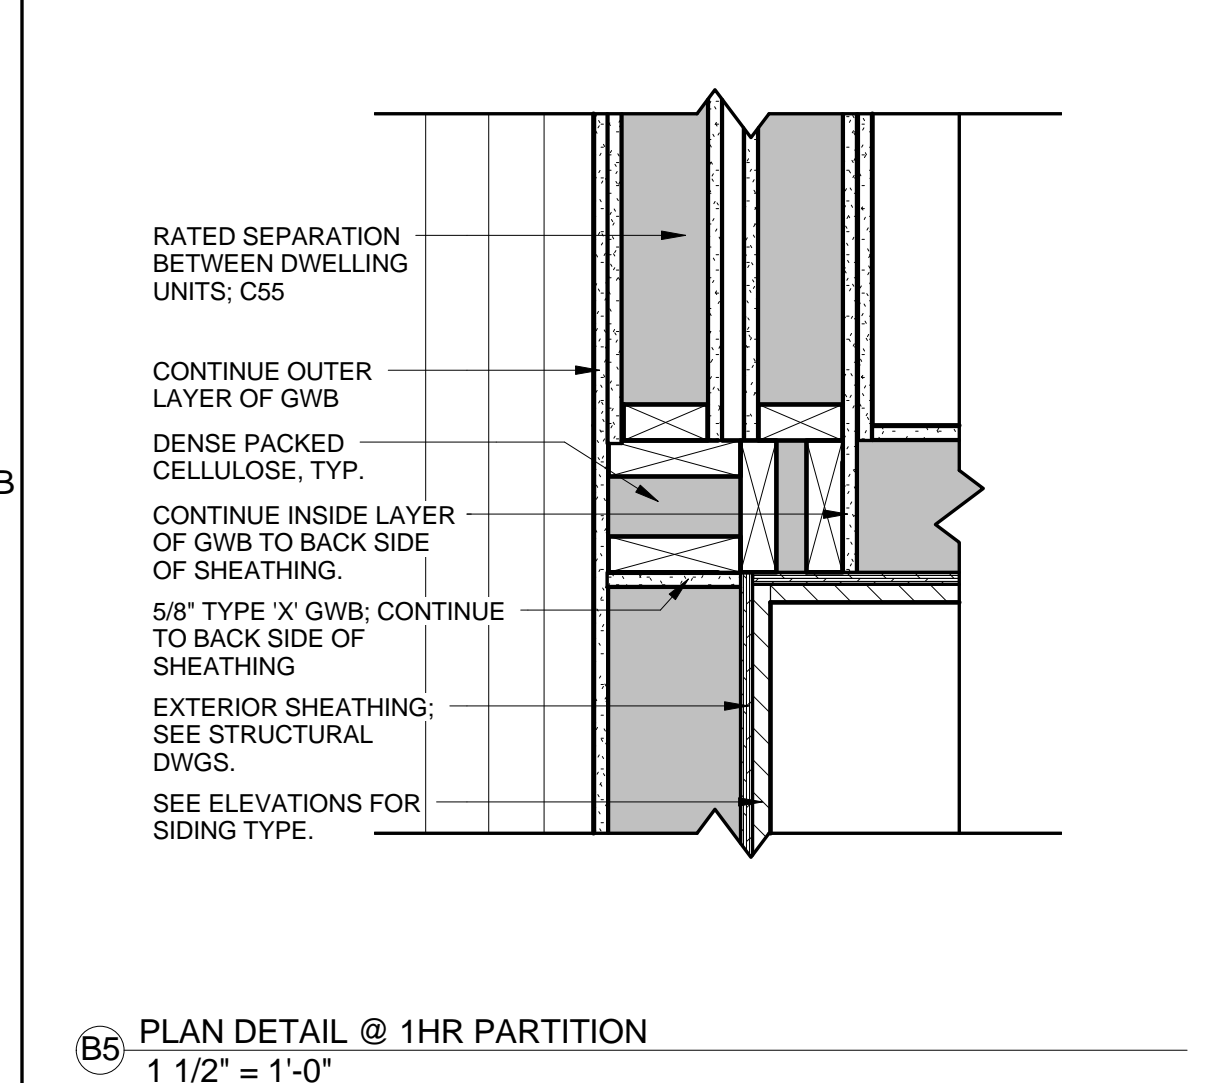 RATED SEPARATION
BETWEEN DWELLING
UNITS; C55
CONTINUE OUTER
LAYER OF GWB
DENSE PACKED
CELLULOSE, TYP.
B
CONTINUE INSIDE LAYER
OF GWB TO BACK SIDE
OF SHEATHING.
5/8" TYPE 'X' GWB; CONTINUE
TO BACK SIDE OF
SHEATHING
EXTERIOR SHEATHING;
SEE STRUCTURAL
DWGS.
SEE ELEVATIONS FOR
SIDING TYPE.
B5 PLAN DETAIL @ 1HR PARTITION
1 1/2" = 1'-0"